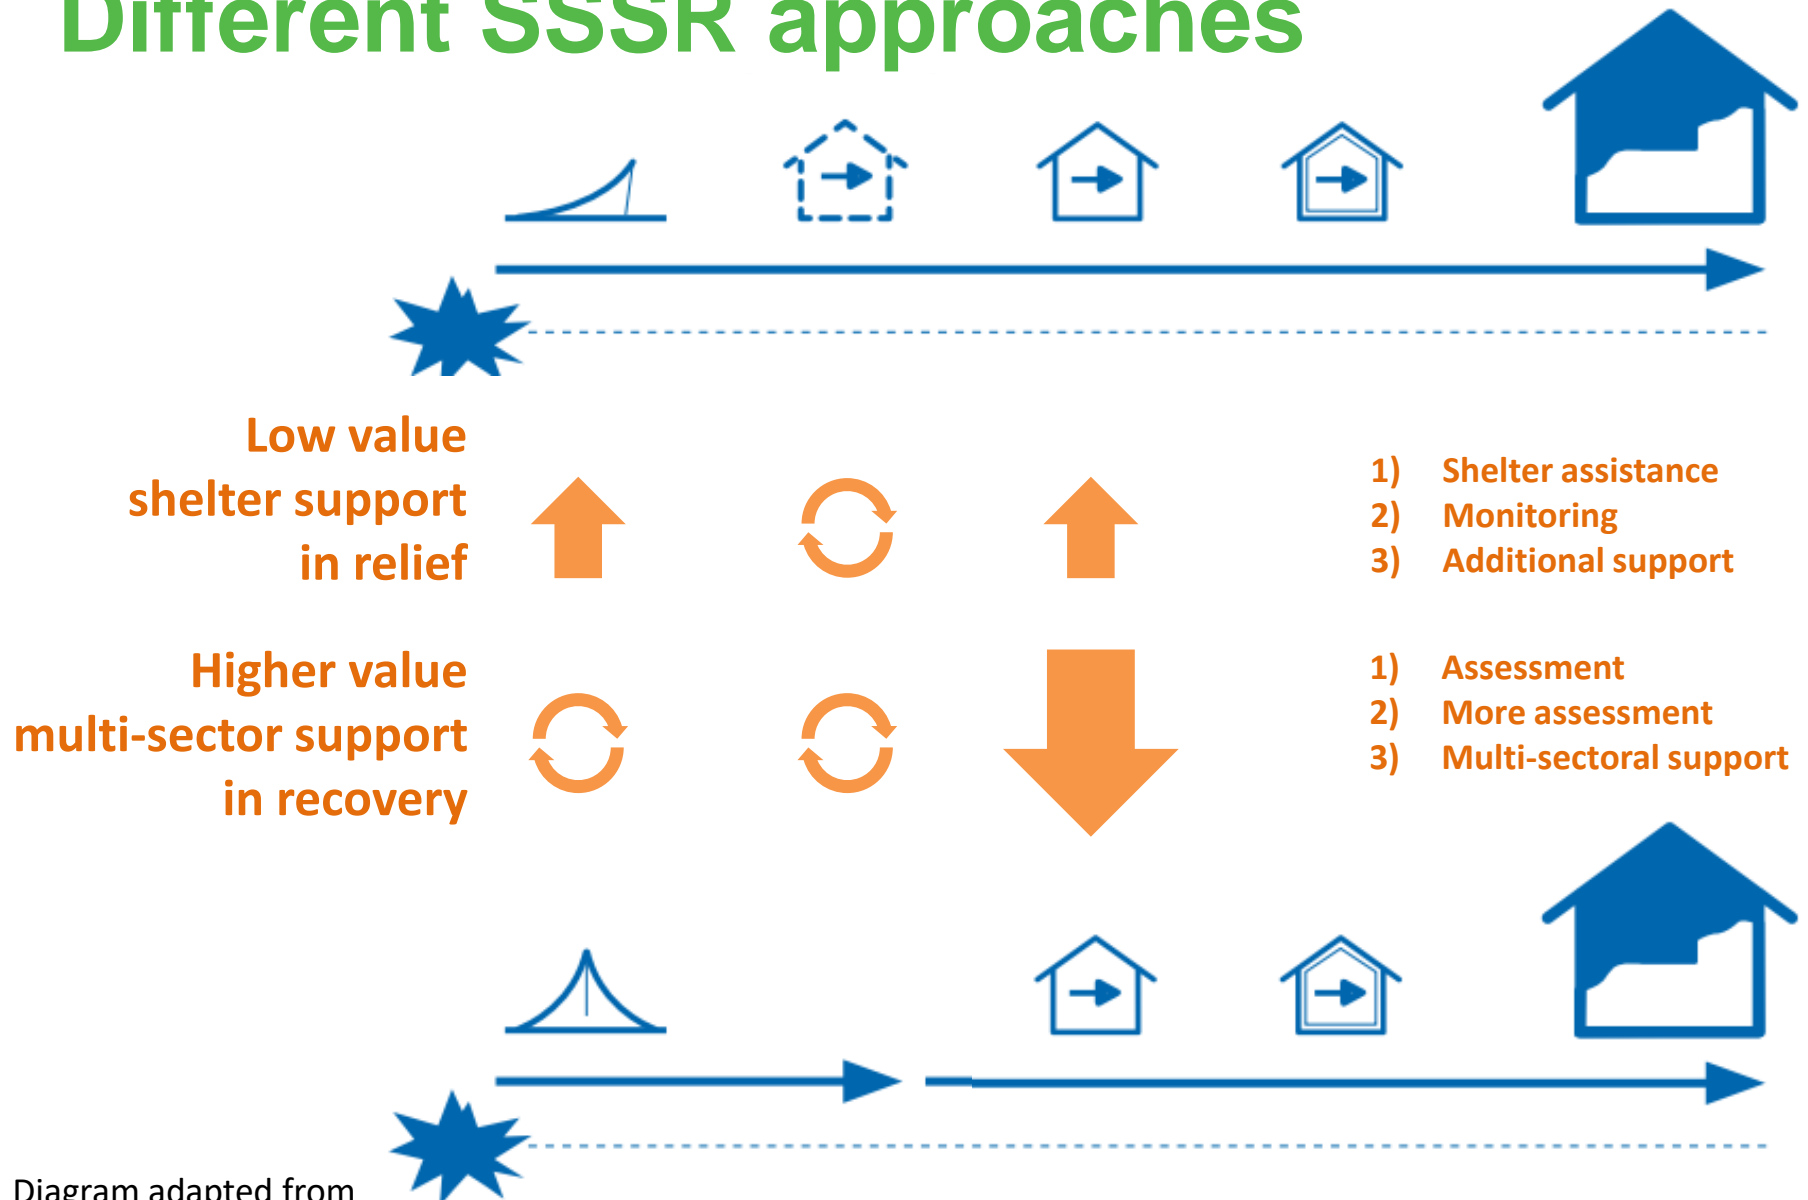 Different SSSR approaches
Low value
shelter support
in relief
1) Shelter assistance
2) Monitoring
3) Additional support
Higher value
multi-sector support
in recovery
1) Assessment
2) More assessment
3) Multi-sectoral support
Diagram adapted from